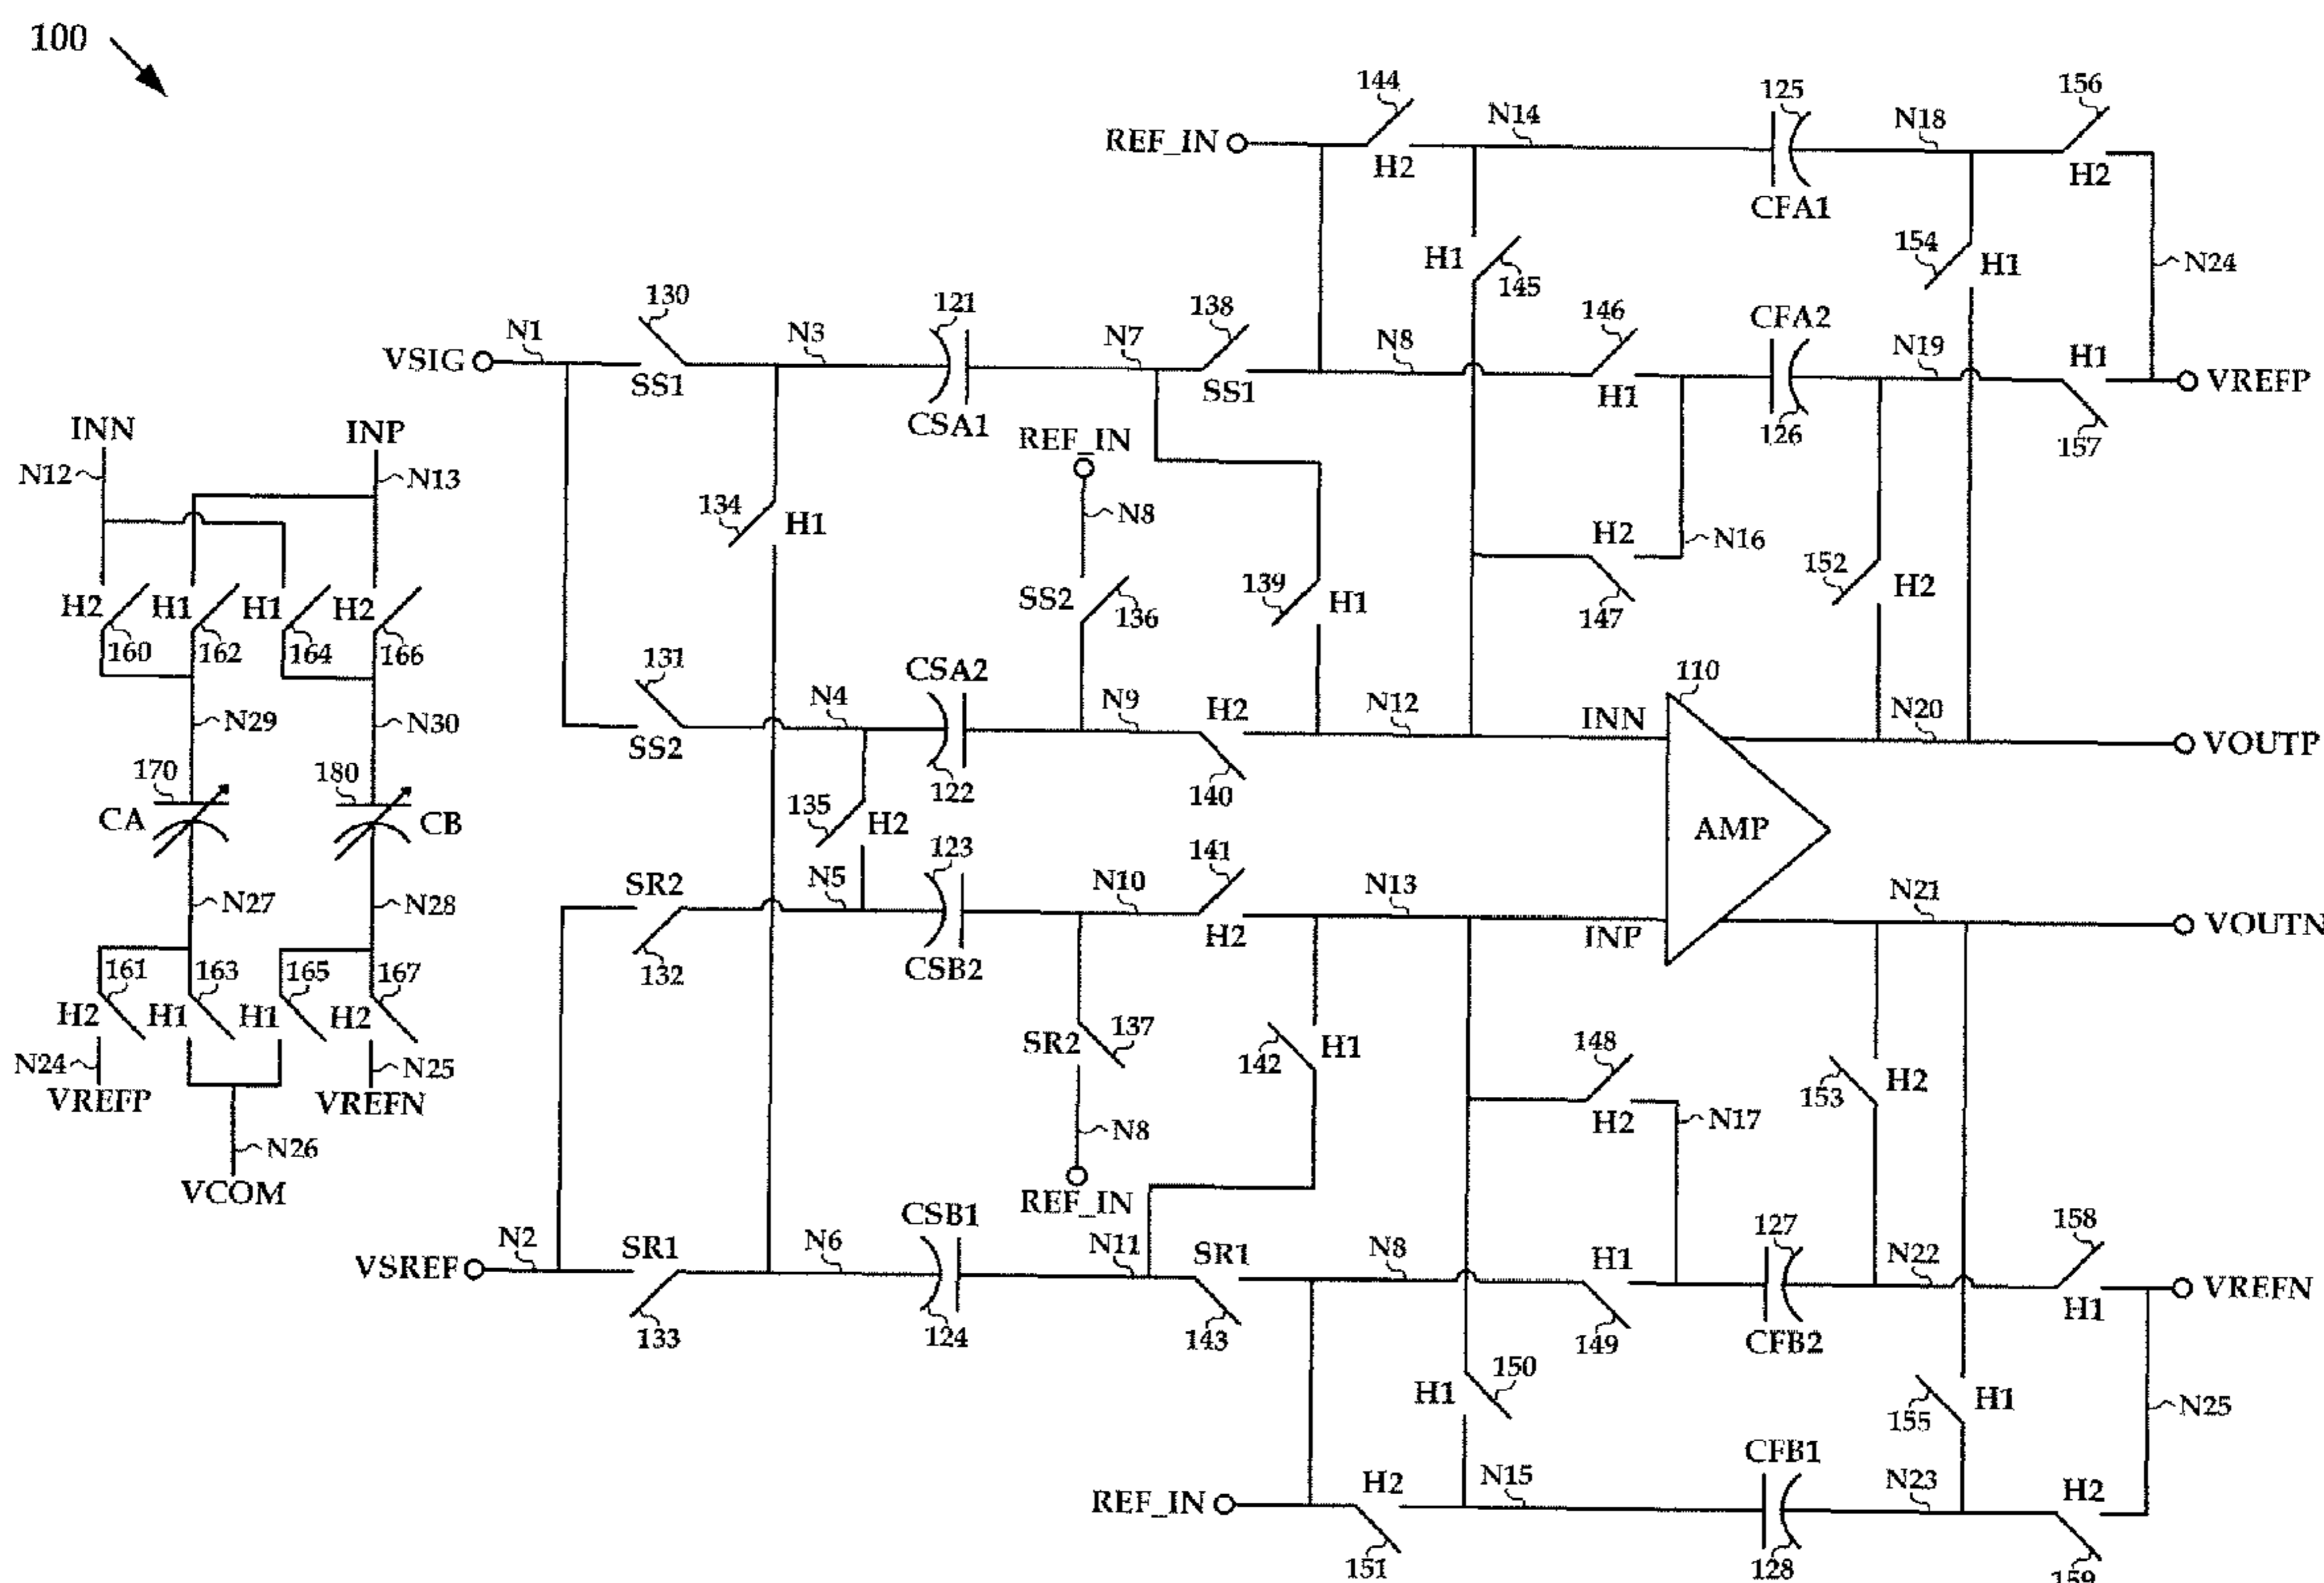 100
144
125
156
N14
N18
REF_IN
H2
H2
CFA1
H1
145
154
H1
N24
130
121
138
146
CFA2
N1
N3
N7
N8
N19
H1
VSIG
SS1
CSA1
SS1
H1
126
157
VREFP
INN
INP
REF_IN
N12
N13
134
H1
N8
H2
N16
152
H2
H2
H1
H1
H2
SS2
136
139
H1
147
160
162
164
166
131
CSA2
110
N4
N9
H2
N12
INN
N20
N29
N30
SS2
122
140
VOUTP
170
180
CA
CB
135
H2
123
141
AMP
SR2
N5
N10
N13
N21
N27
N28
132
CSB2
H2
INP
VOUTN
161
163
165
167
H2
H1
H1
H2
SR2
137
142
H1
148
153
H2
N24
N25
H2
N17
VREFP
VREFN
N8
N26
VCOM
REF_IN
CSB1
127
158
N2
SR1
N6
N11
SR1
N8
H1
N22
VSREF
VREFN
133
124
143
149
CFB2
H1
H1
150
155
H1
N25
CFB1
H2
N15
N23
H2
REF_IN
151
128
159